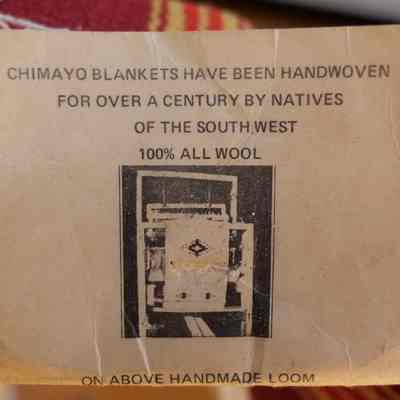 CHIMAYO BLANKETS HAVE BEEN HANDWOVEN
FOR OVER A CENTURY BY NATIVES
OF THE SOUTH WEST
100% ALL WOOL
ON ABOVE HANDMADE LOOM